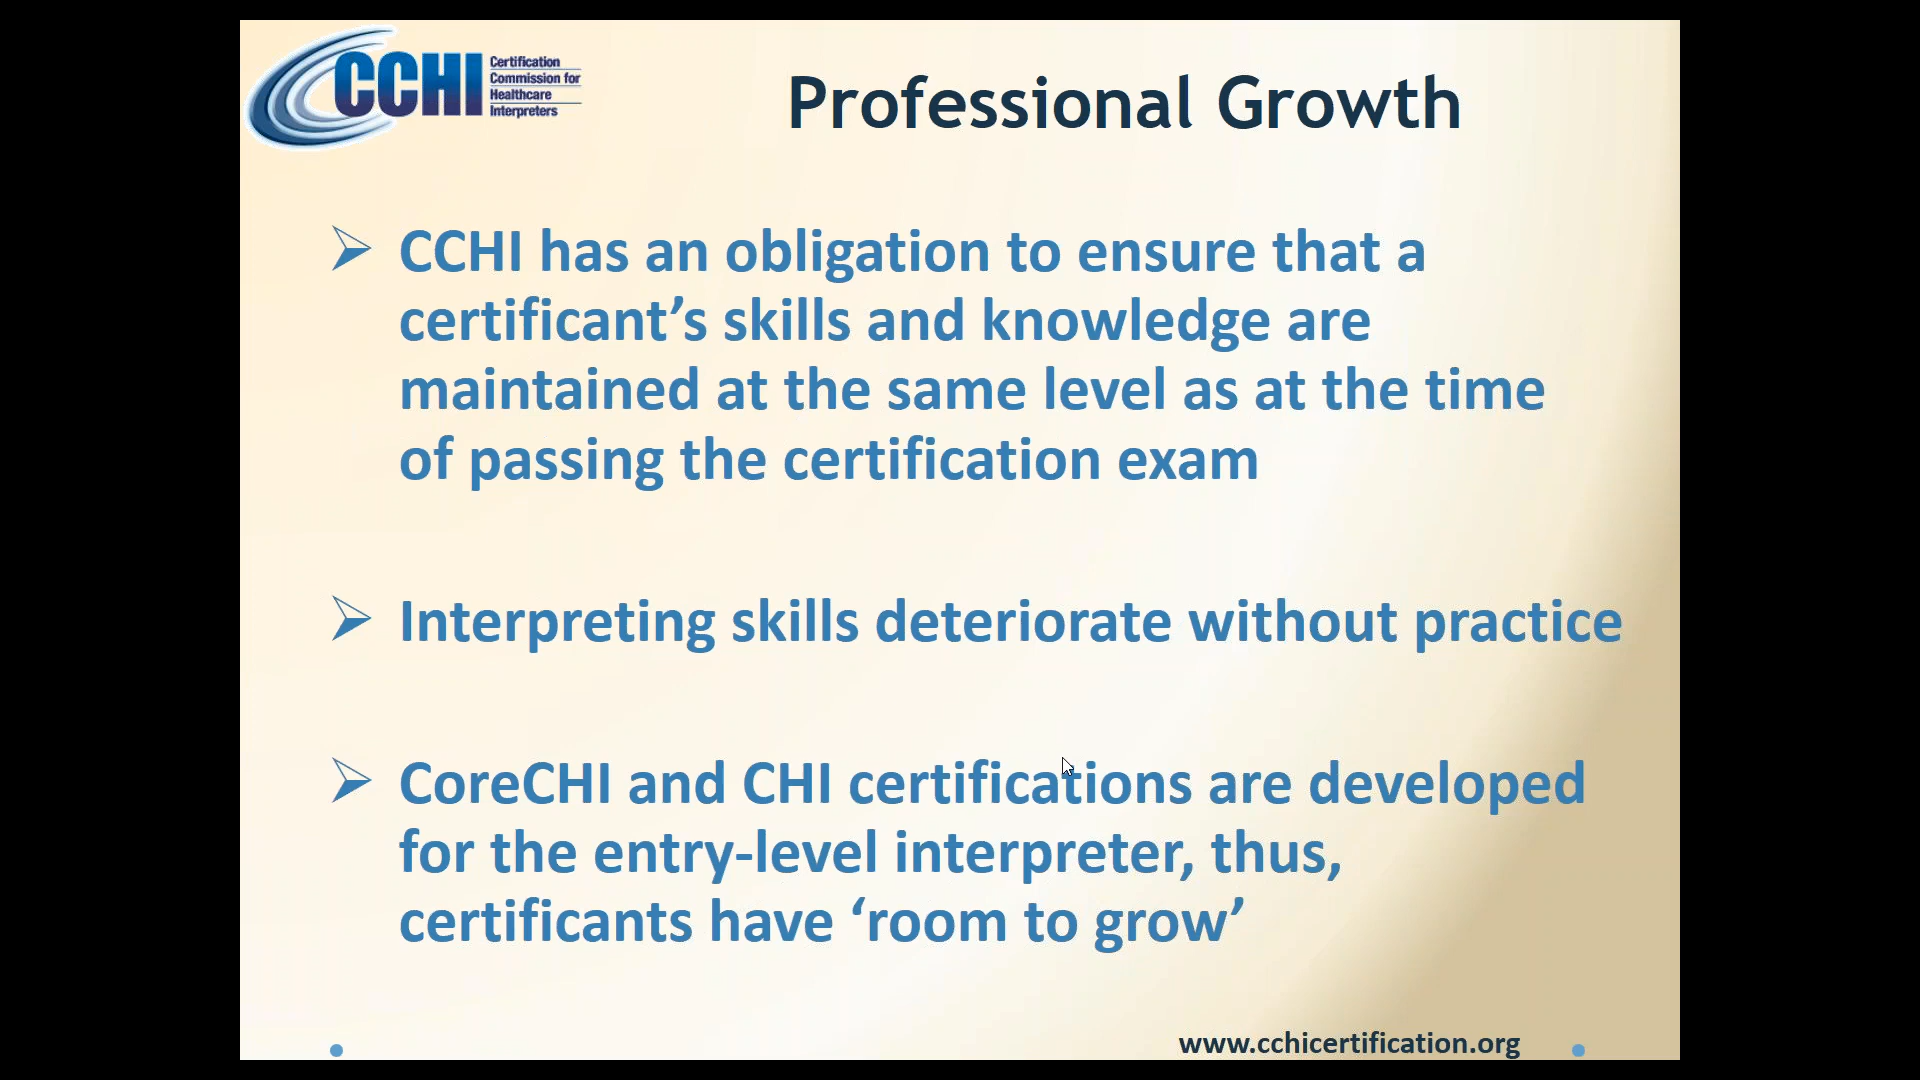 CCHI
Certification
Commission for
Healthcare
Interpreters
Professional Growth
CCHI has an obligation to ensure that a
certificant’s skills and knowledge are
maintained at the same level as at the time
of passing the certification exam
Interpreting skills deteriorate without practice
CoreCHI and CHI certifications are developed
for the entry-level interpreter, thus,
certificants have ‘room to grow’
www.cchicertification.org